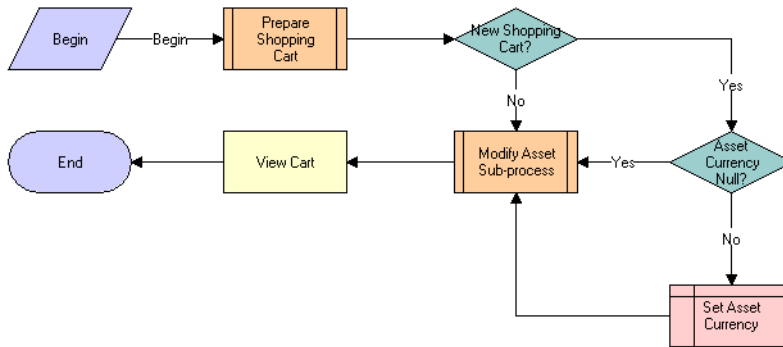 Begin
Begin
Prepare
Shopping
Cart
New Shopping
Cart?
Yes
No
End
View Cart
Modify Asset
Sub-process
Yes
Asset
Currency
Null?
No
Set Asset
Currency